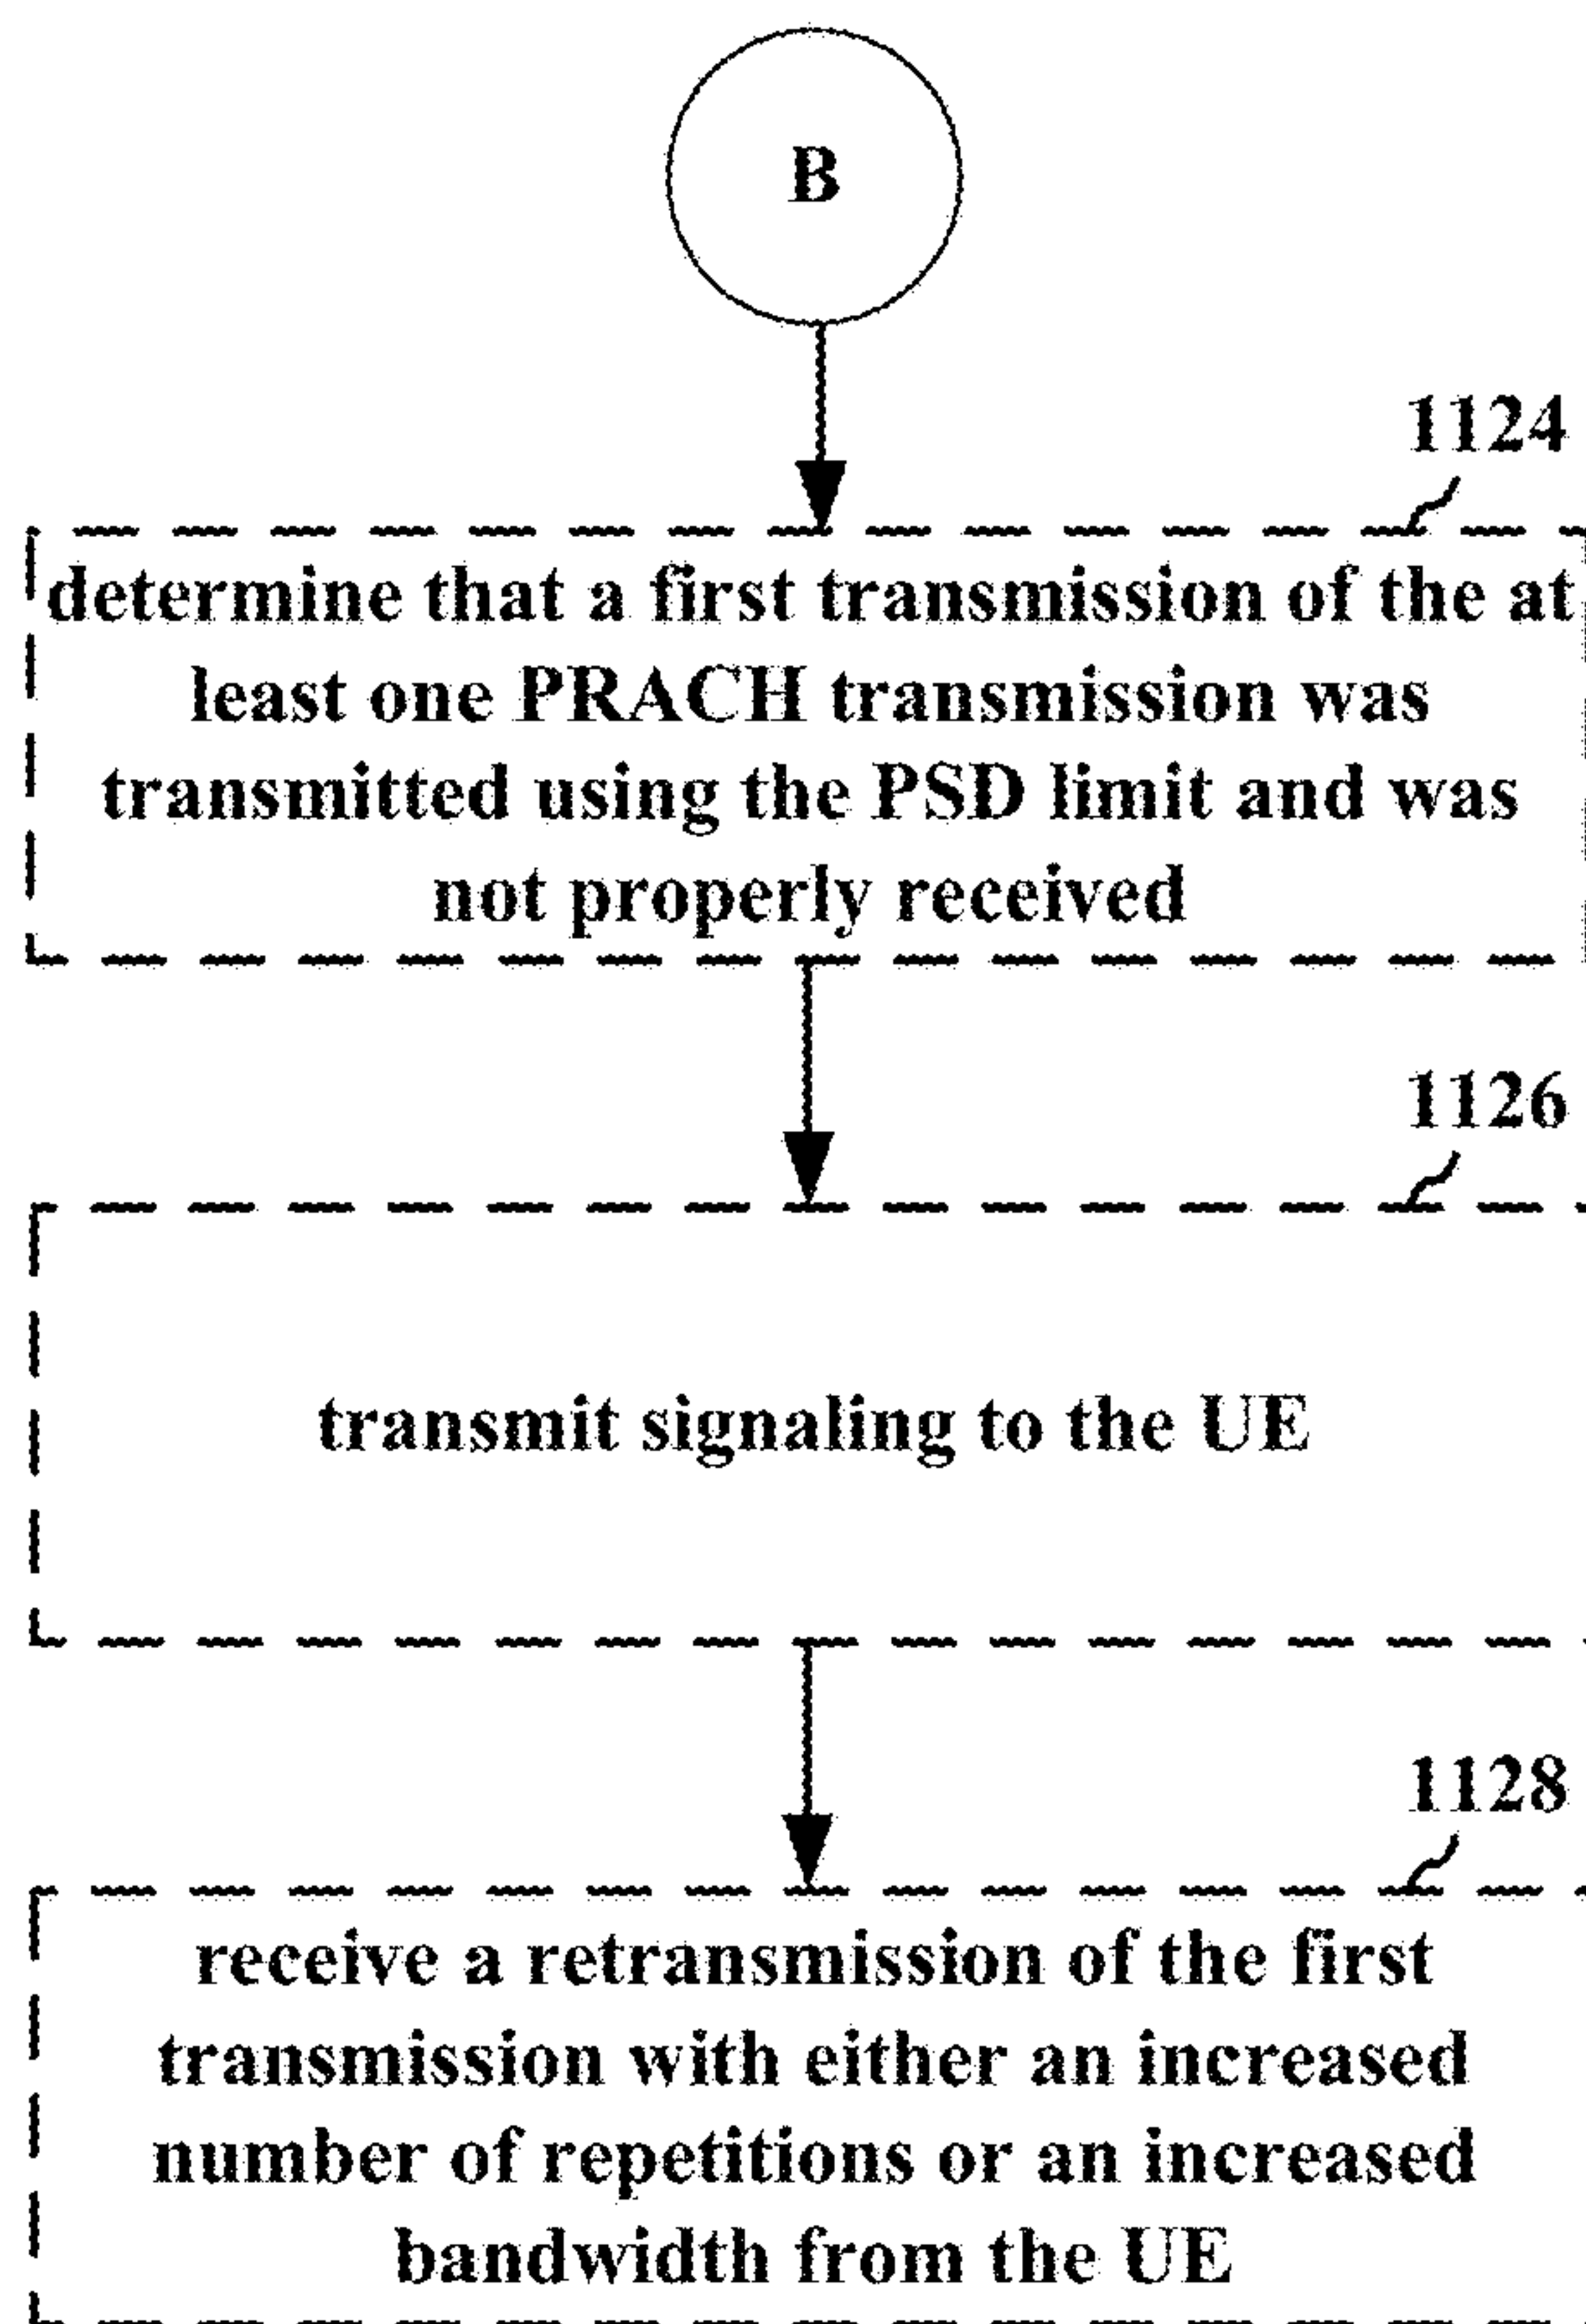 B
1124
determine that a first transmission of the at
least one PRACH transmission was
transmitted using the PSD limit and was
not properly received
1126
transmit signaling to the UE
1128
receive a retransmission of the first
transmission with either an increased
number of repetitions or an increased
bandwidth from the UE